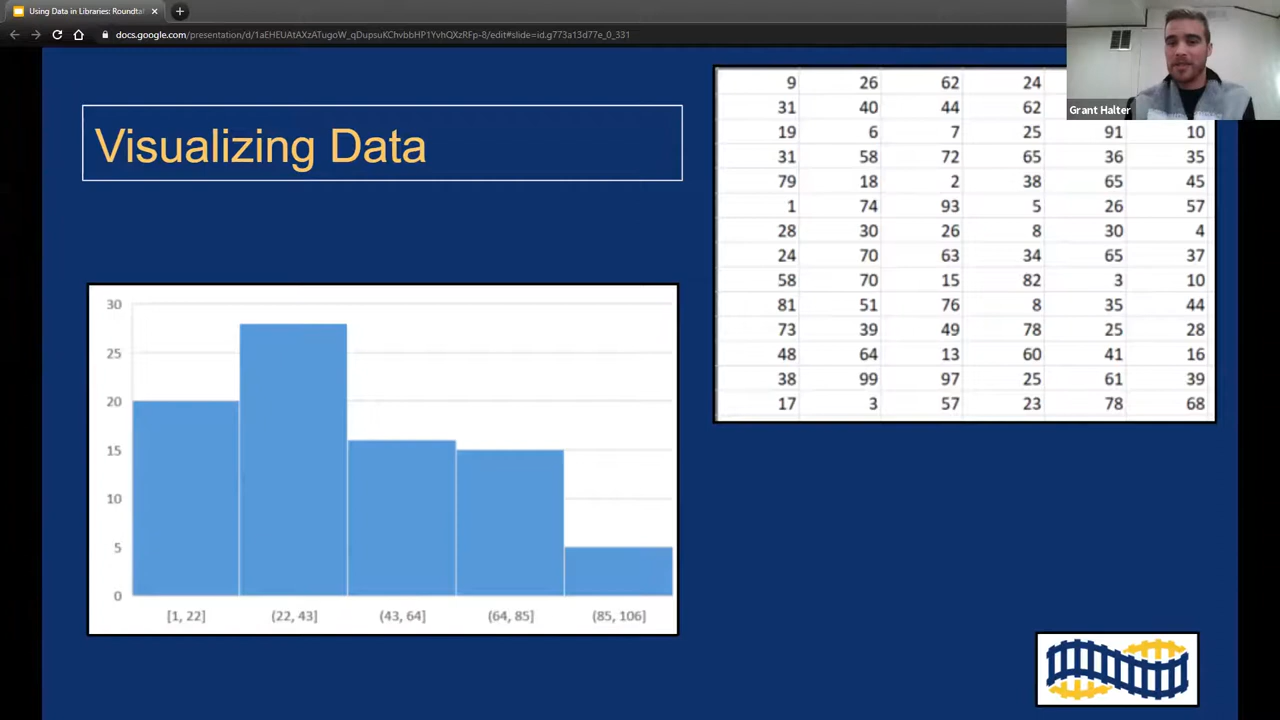 Using Data in Libraries: Roundta
docs.google.com/presentation/d/1aEHEUAtAXzATugoW_qDupsuKChvbbHP1YvhQXzRFp-8/edit#slide=id.g773a13d77e_0_331
Grant Halter
Visualizing Data
9 26 62 24
31 40 44 62
19 6 7 25 91 10
31 58 72 65 36 35
79 18 2 38 65 45
1 74 93 5 26 57
28 30 26 8 30 4
24 70 63 34 65 37
58 70 15 82 3 10
81 51 76 8 35 44
73 39 49 78 25 28
48 64 13 60 41 16
38 99 97 25 61 39
17 3 57 23 78 68
30
25
20
15
10
5
0
[1, 22] (22, 43] (43, 64] (64, 85] (85, 106]